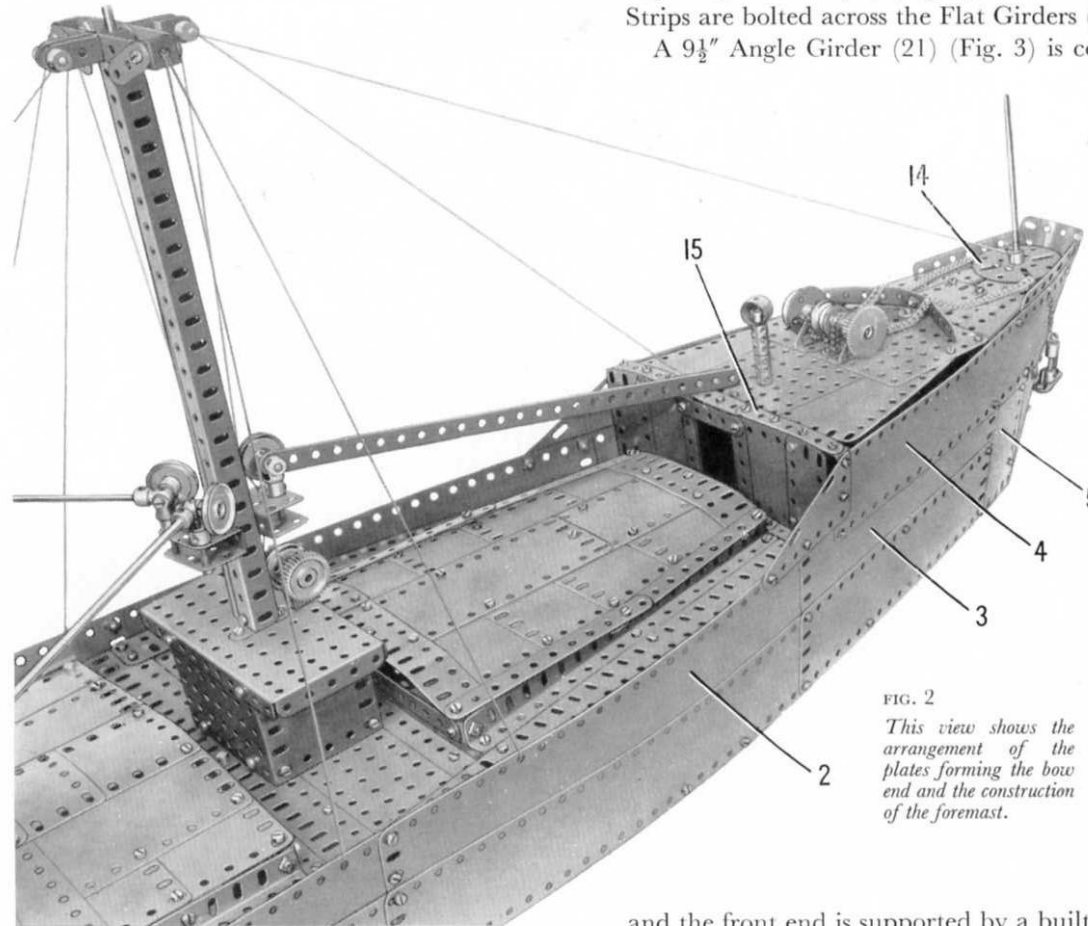 Strips are bolted across the Flat Girders
A 9½″ Angle Girder (21) (Fig. 3) is
14
15
4
3
2
FIG. 2
This view shows the
arrangement of the
plates forming the bow
end and the construction
of the foremast.
and the front end is supported by a built